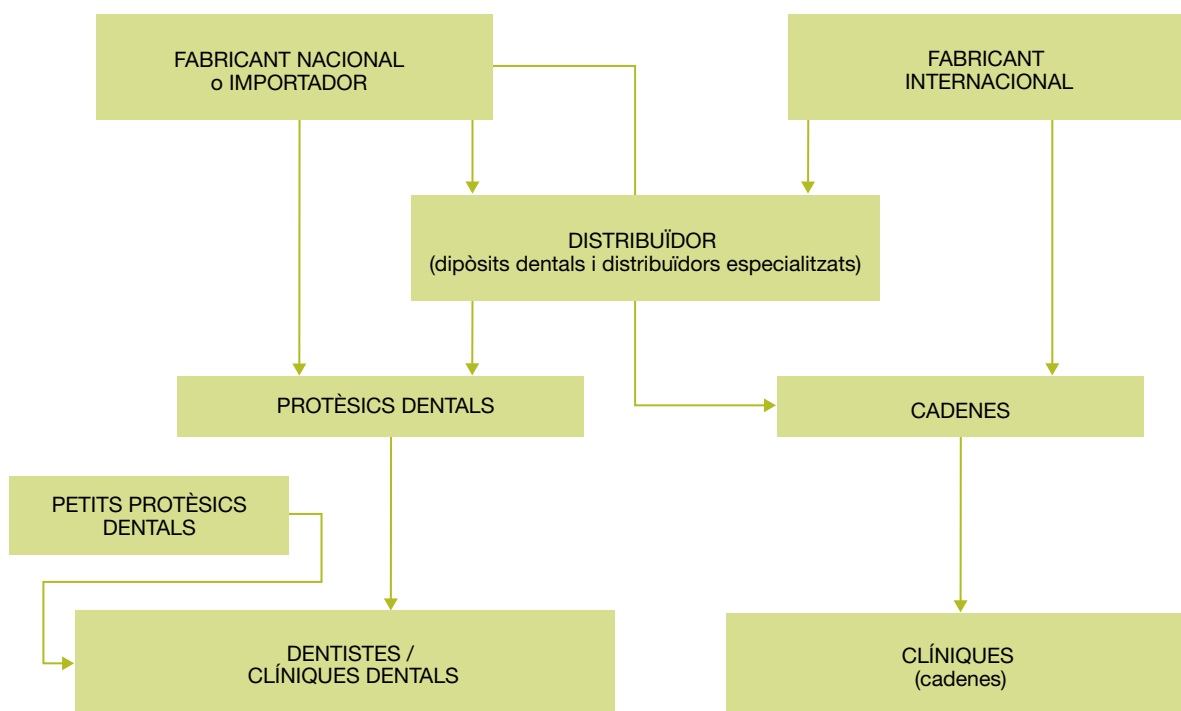 FABRICANT NACIONAL
o IMPORTADOR
FABRICANT
INTERNACIONAL
DISTRIBUÏDOR
(dipòsits dentals i distribuïdors especialitzats)
PROTÈSICS DENTALS
CADENES
PETITS PROTÈSICS
DENTALS
DENTISTES /
CLÍNIQUES DENTALS
CLÍNIQUES
(cadenes)